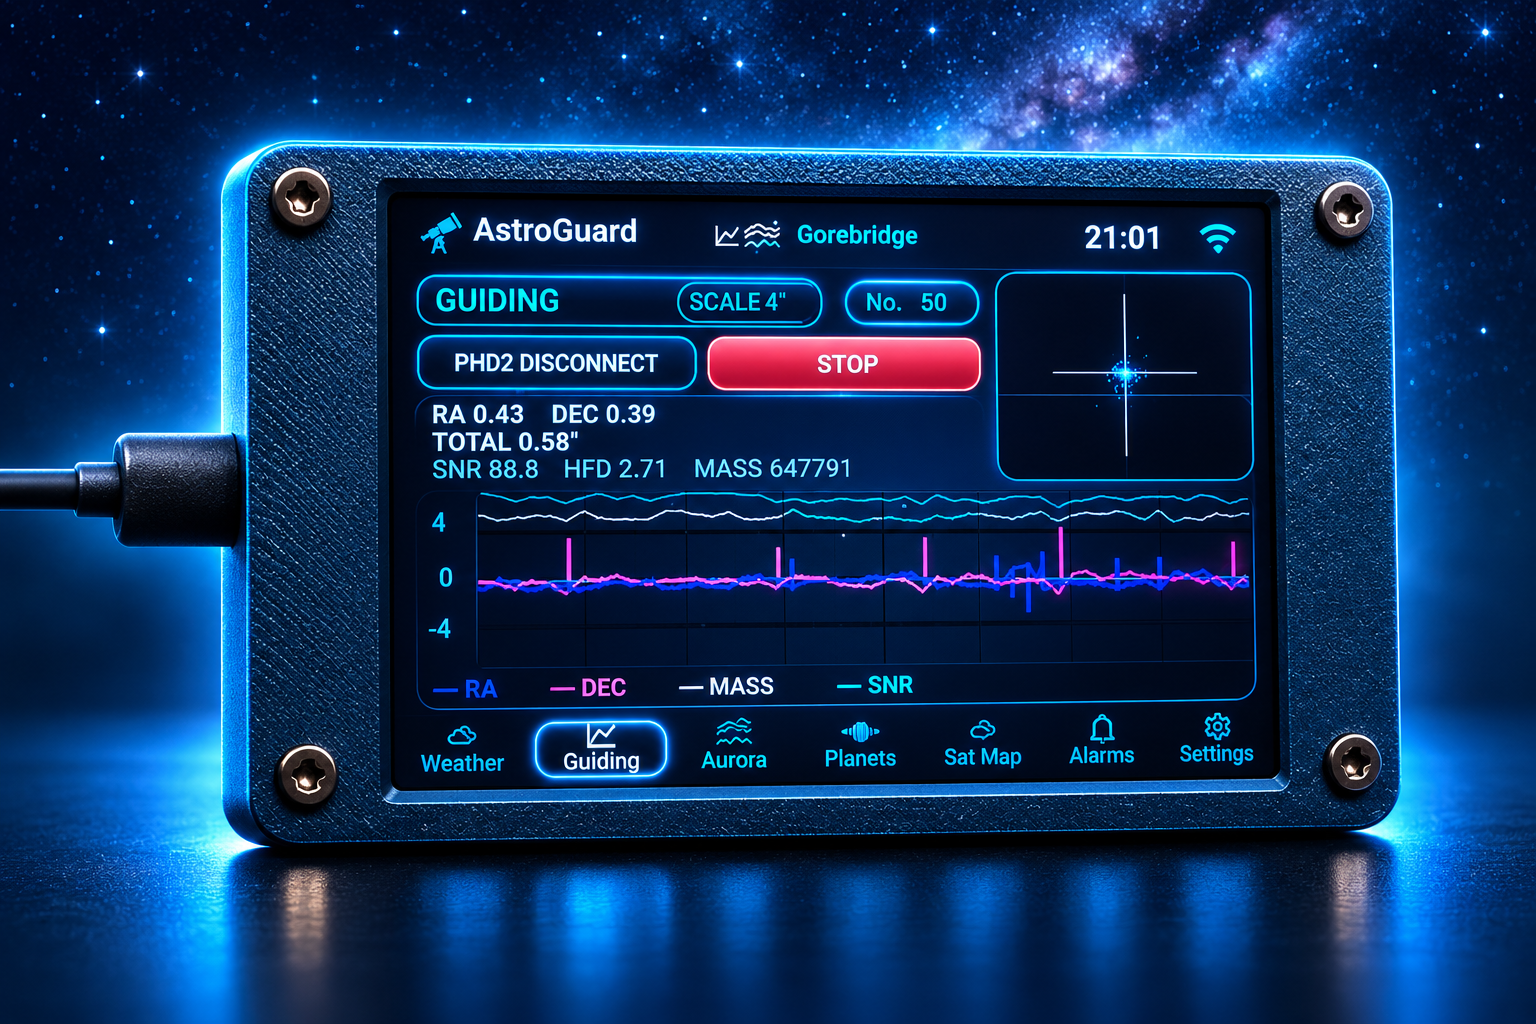 AstroGuard Gorebridge 21:01
GUIDING SCALE 4" No. 50
PHD2 DISCONNECT STOP
RA 0.43 DEC 0.39
TOTAL 0.58"
SNR 88.8 HFD 2.71 MASS 647791
4
0
-4
RA DEC MASS SNR
Weather Guiding Aurora Planets Sat Map Alarms Settings